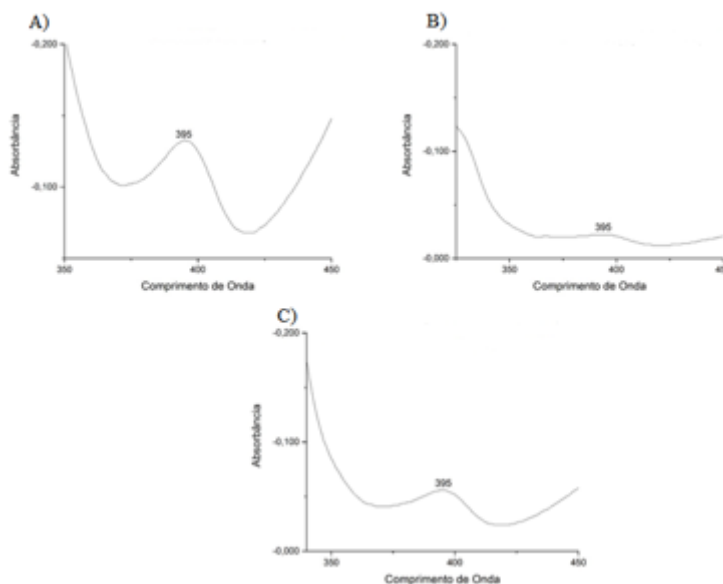 A)
-0,200
-0,100
Absorbância
395
350
400
450
Comprimento de Onda
B)
-0,200
-0,100
-0,000
Absorbância
395
350
400
450
Comprimento de Onda
C)
-0,200
-0,100
-0,000
Absorbância
395
350
400
450
Comprimento de Onda